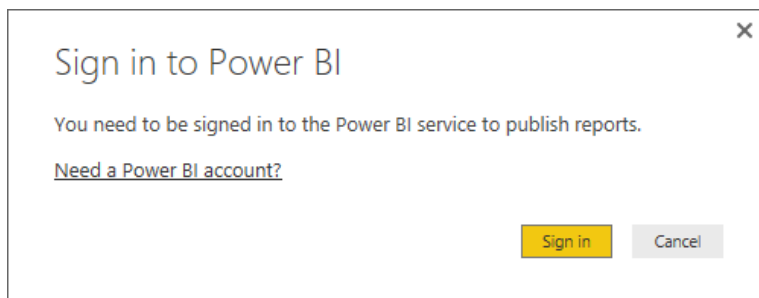 Sign in to Power BI
You need to be signed in to the Power BI service to publish reports.
Need a Power BI account?
Sign in
Cancel